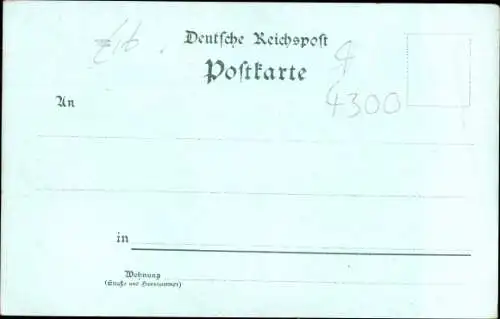 Deutsche Reichspost
Postkarte
4300
An
in
Wohnung
(Straße und Hausnummer)